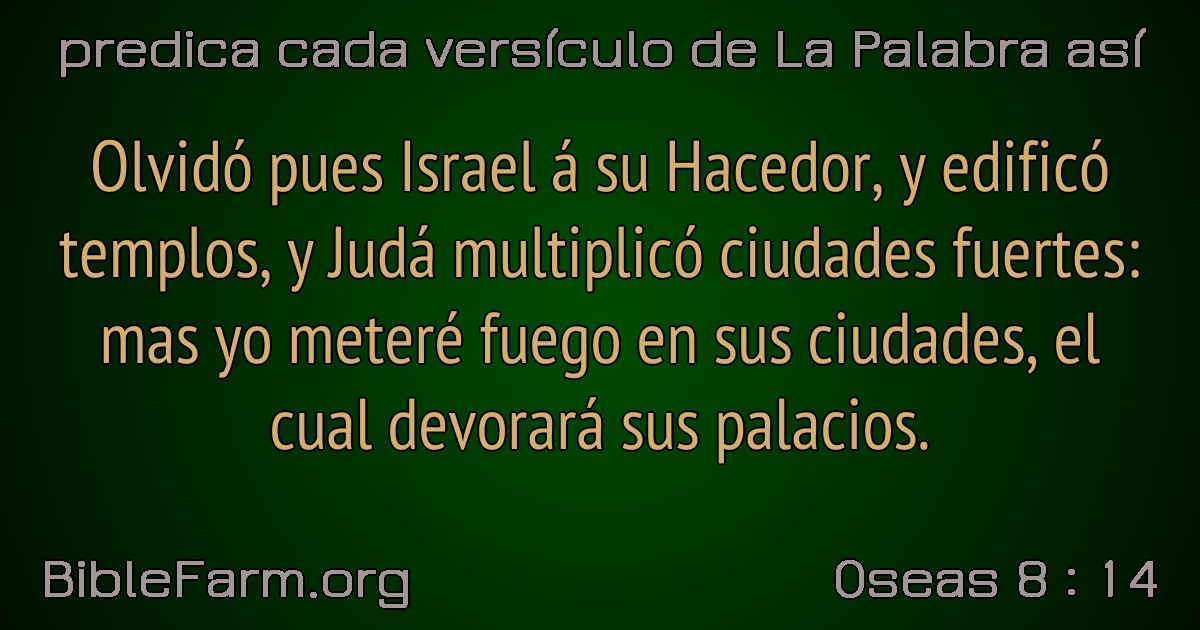 predica cada versículo de La Palabra así
Olvidó pues Israel á su Hacedor, y edificó
templos, y Judá multiplicó ciudades fuertes:
mas yo meteré fuego en sus ciudades, el
cual devorará sus palacios.
BibleFarm.org
Oseas 8 : 14